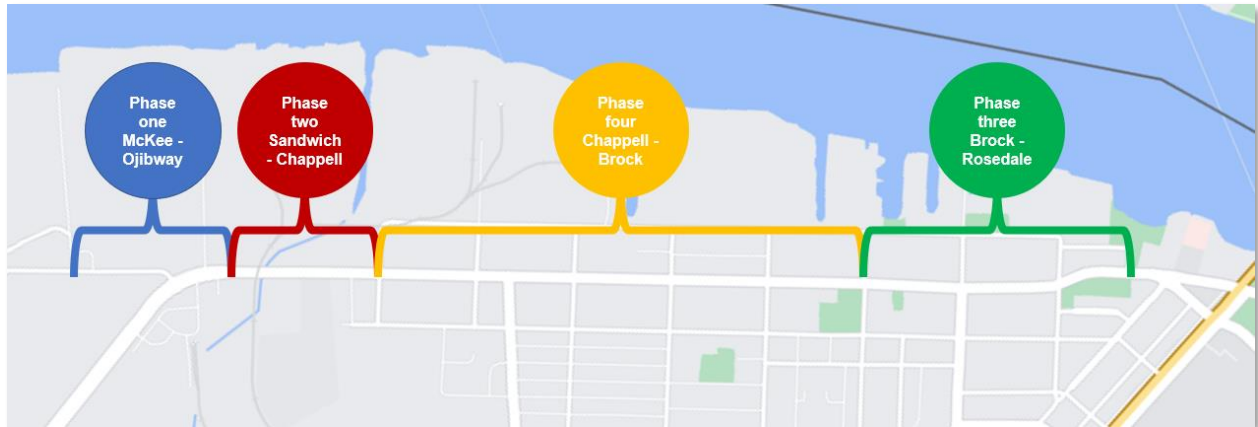 Phase
one
McKee -
Ojibway
Phase
two
Sandwich
- Chappell
Phase
four
Chappell -
Brock
Phase
three
Brock -
Rosedale